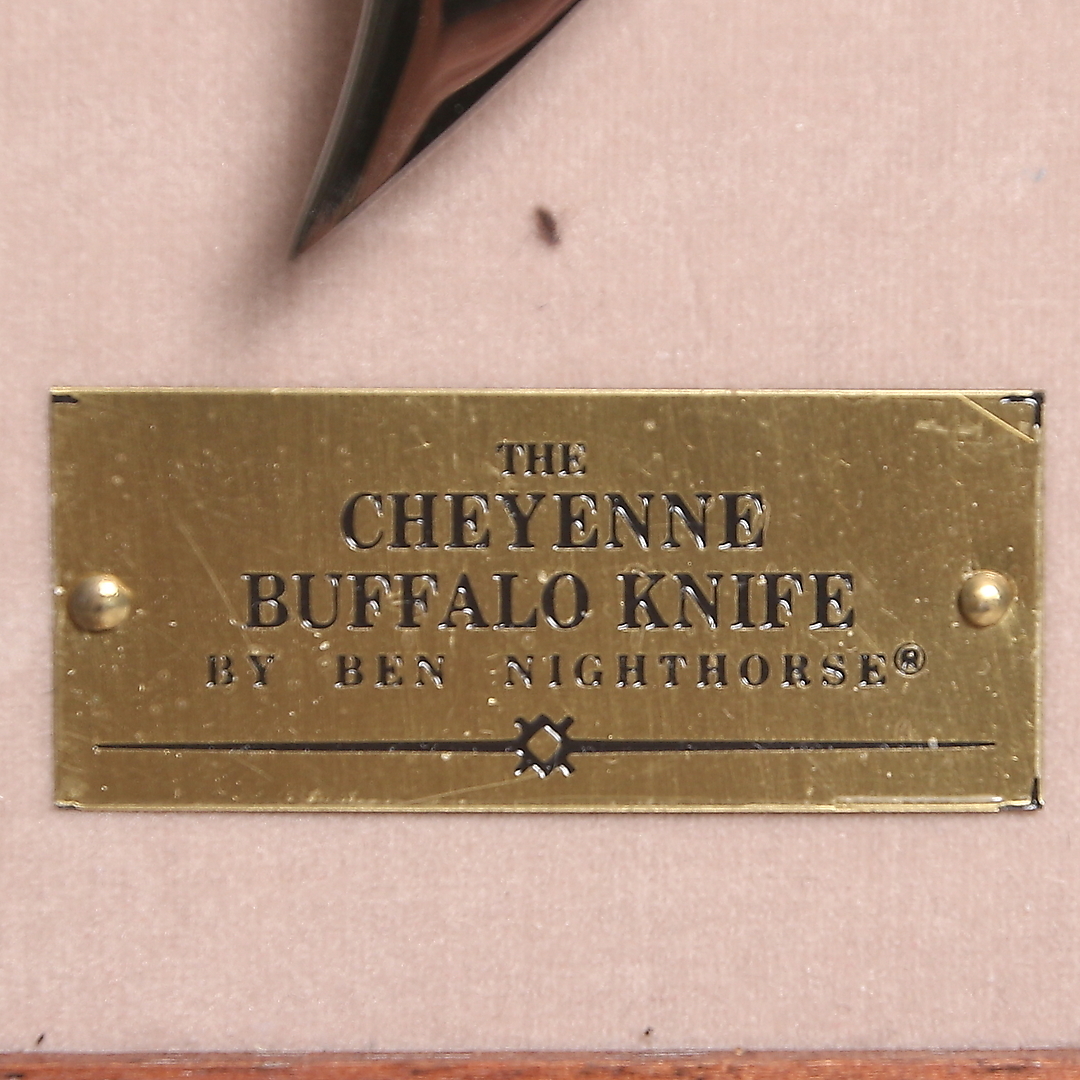 THE
CHEYENNE
BUFFALO KNIFE
BY BEN NIGHTHORSE®